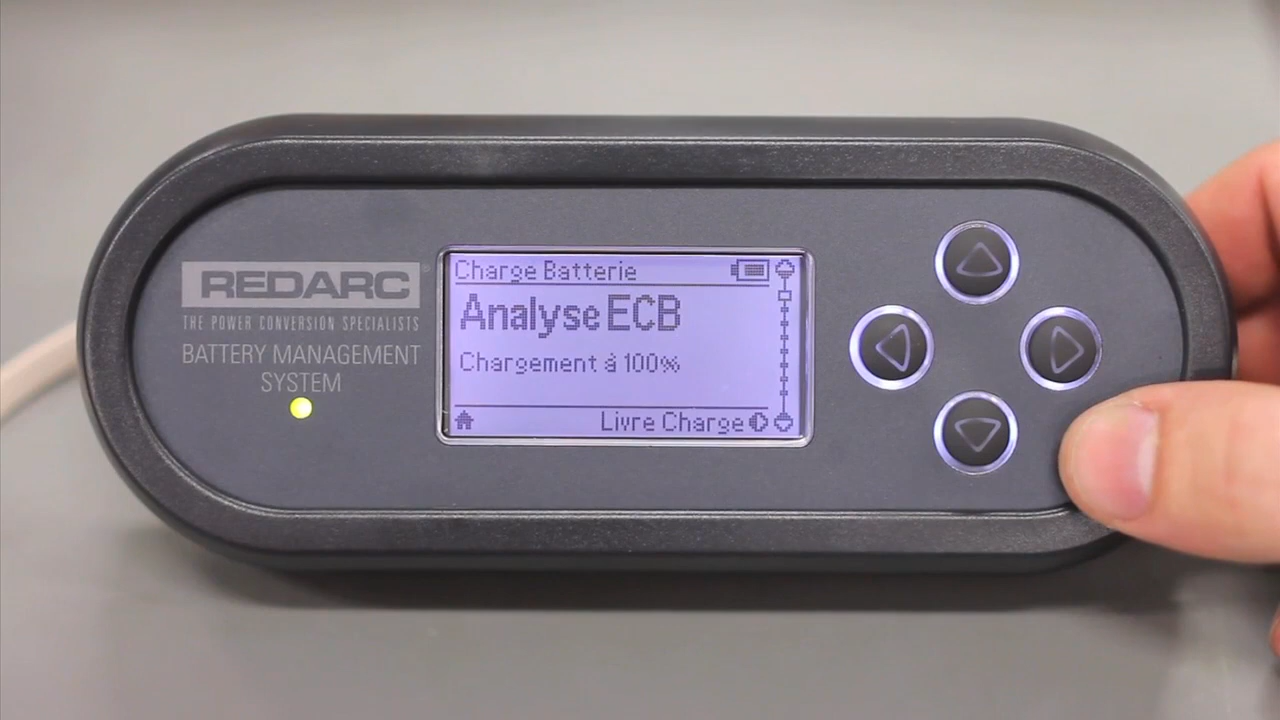 REDARC®
THE POWER CONVERSION SPECIALISTS
BATTERY MANAGEMENT
SYSTEM
Charge Batterie
Analyse ECB
Chargement á 100%
Livre Charge